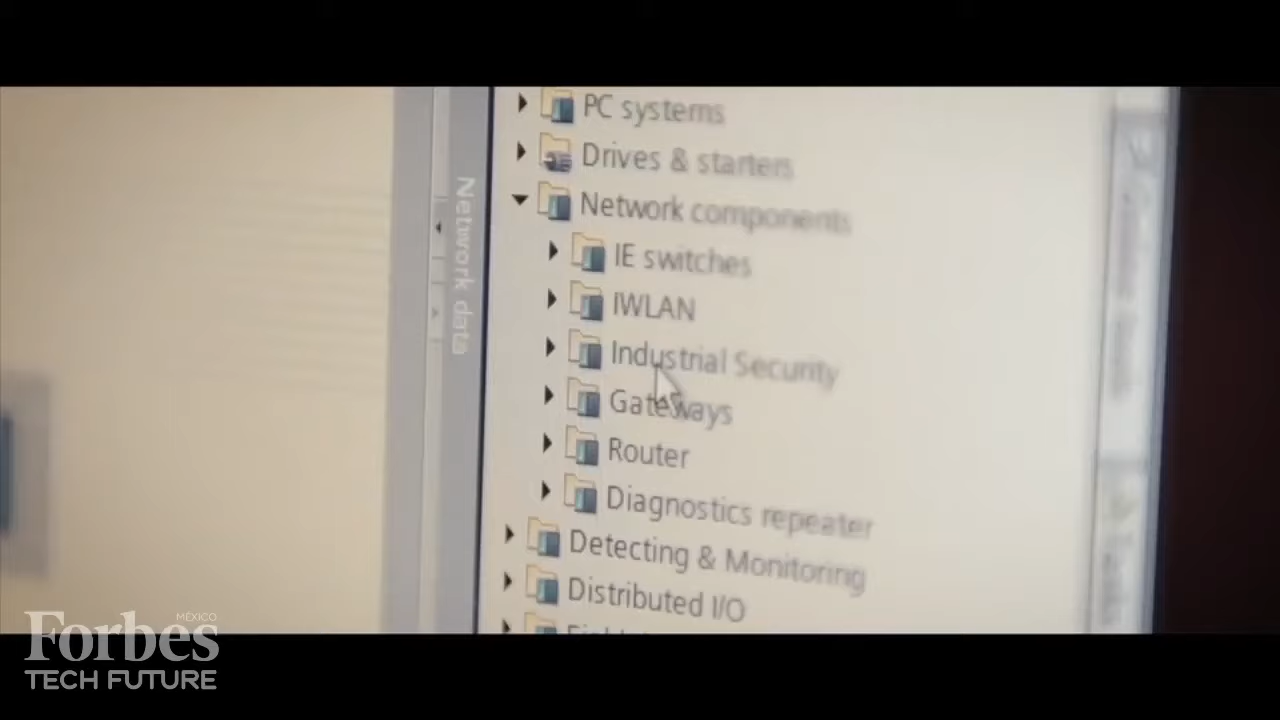 PC systems
Drives & starters
Network components
IE switches
IWLAN
Industrial Security
Gateways
Router
Diagnostics repeater
Detecting & Monitoring
Distributed I/O
Network data
Forbes
MÉXICO
TECH FUTURE